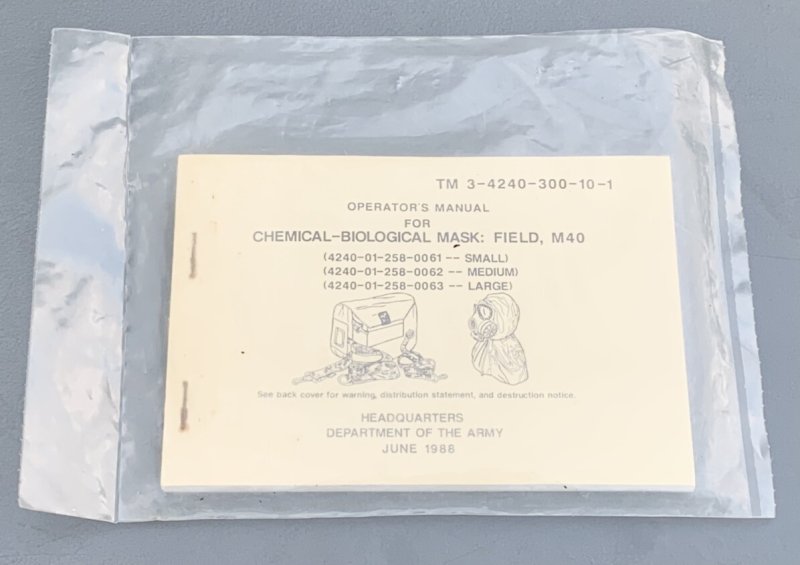 TM 3-4240-300-10-1
OPERATOR'S MANUAL
FOR
CHEMICAL-BIOLOGICAL MASK: FIELD, M40
(4240-01-258-0061 -- SMALL)
(4240-01-258-0062 -- MEDIUM)
(4240-01-258-0063 -- LARGE)
See back cover for warning, distribution statement, and destruction notice.
HEADQUARTERS
DEPARTMENT OF THE ARMY
JUNE 1988